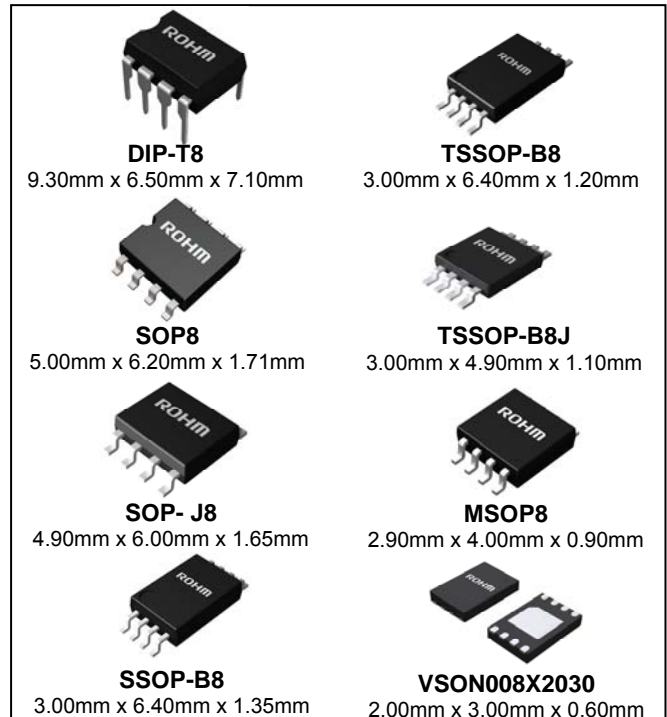 ROHM
DIP-T8
9.30mm x 6.50mm x 7.10mm
ROHM
TSSOP-B8
3.00mm x 6.40mm x 1.20mm
ROHM
SOP8
5.00mm x 6.20mm x 1.71mm
ROHM
TSSOP-B8J
3.00mm x 4.90mm x 1.10mm
ROHM
SOP- J8
4.90mm x 6.00mm x 1.65mm
ROHM
MSOP8
2.90mm x 4.00mm x 0.90mm
ROHM
SSOP-B8
3.00mm x 6.40mm x 1.35mm
ROHM
VSON008X2030
2.00mm x 3.00mm x 0.60mm